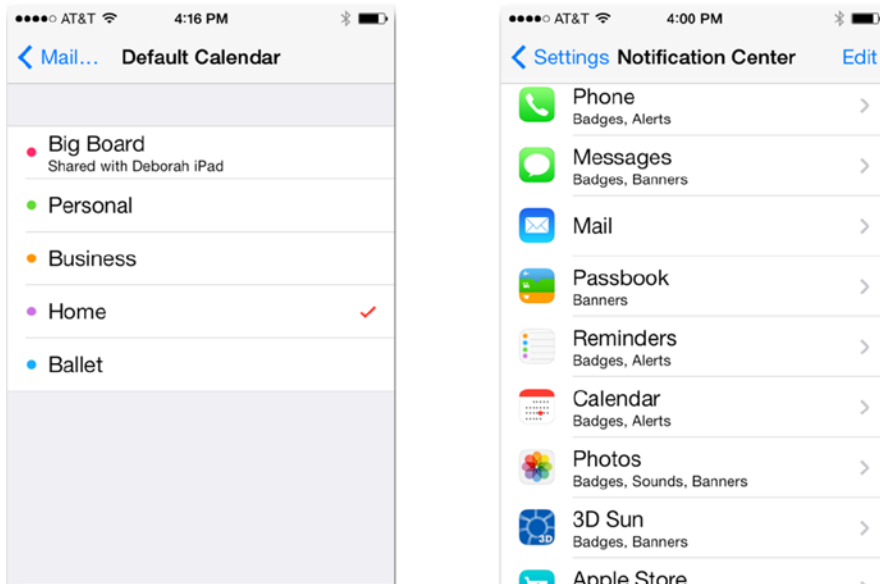 AT&T 4:16 PM
Mail... Default Calendar
Big Board
Shared with Deborah iPad
Personal
Business
Home
Ballet
AT&T 4:00 PM
Settings Notification Center Edit
Phone
Badges, Alerts
Messages
Badges, Banners
Mail
Passbook
Banners
Reminders
Badges, Alerts
Calendar
Badges, Alerts
Photos
Badges, Sounds, Banners
3D Sun
Badges, Banners
Apple Store